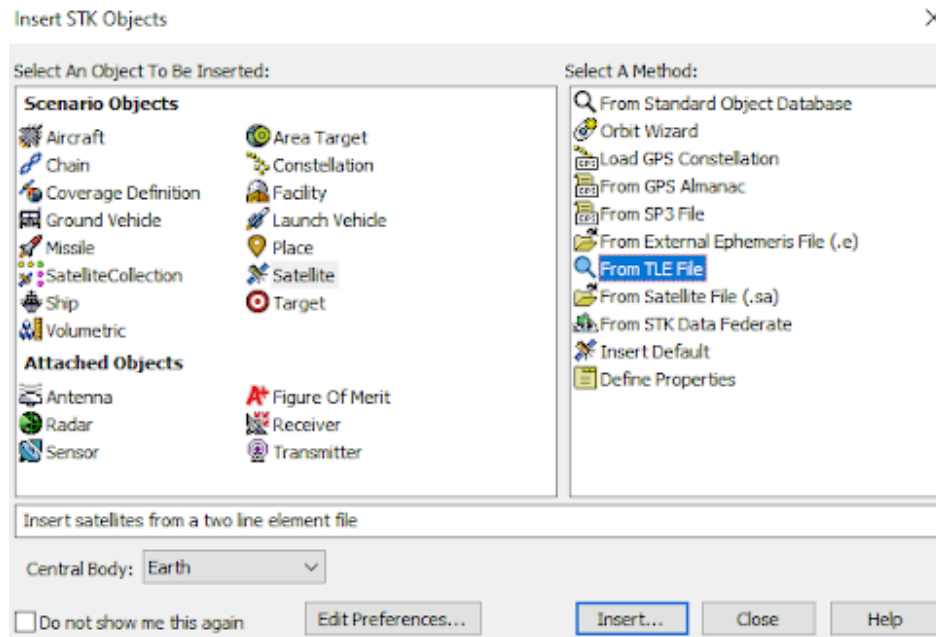 Insert STK Objects
Select An Object To Be Inserted:
Scenario Objects
Aircraft
Area Target
Chain
Constellation
Coverage Definition
Facility
Ground Vehicle
Launch Vehicle
Missile
Place
SatelliteCollection
Satellite
Ship
Target
Volumetric
Attached Objects
Antenna
Figure Of Merit
Radar
Receiver
Sensor
Transmitter
Select A Method:
From Standard Object Database
Orbit Wizard
Load GPS Constellation
From GPS Almanac
From SP3 File
From External Ephemeris File (.e)
From TLE File
From Satellite File (.sa)
From STK Data Federate
Insert Default
Define Properties
Insert satellites from a two line element file
Central Body: Earth
Do not show me this again
Edit Preferences...
Insert...
Close
Help